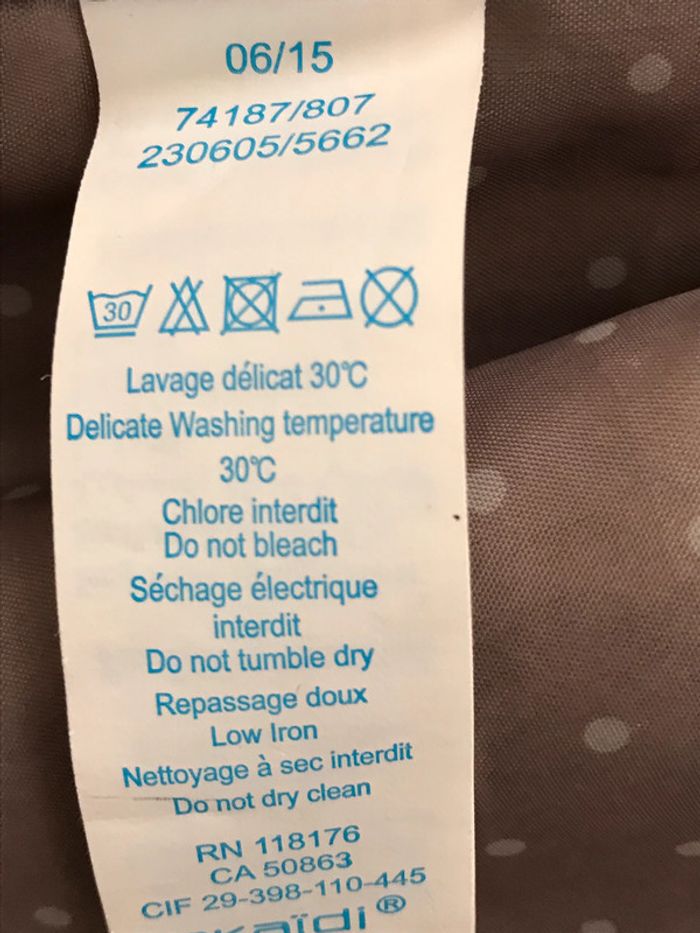 06/15
74187/807
230605/5662
30
Lavage délicat 30℃
Delicate Washing temperature
30℃
Chlore interdit
Do not bleach
Séchage électrique
interdit
Do not tumble dry
Repassage doux
Low Iron
Nettoyage à sec interdit
Do not dry clean
RN 118176
CA 50863
CIF 29-398-110-445